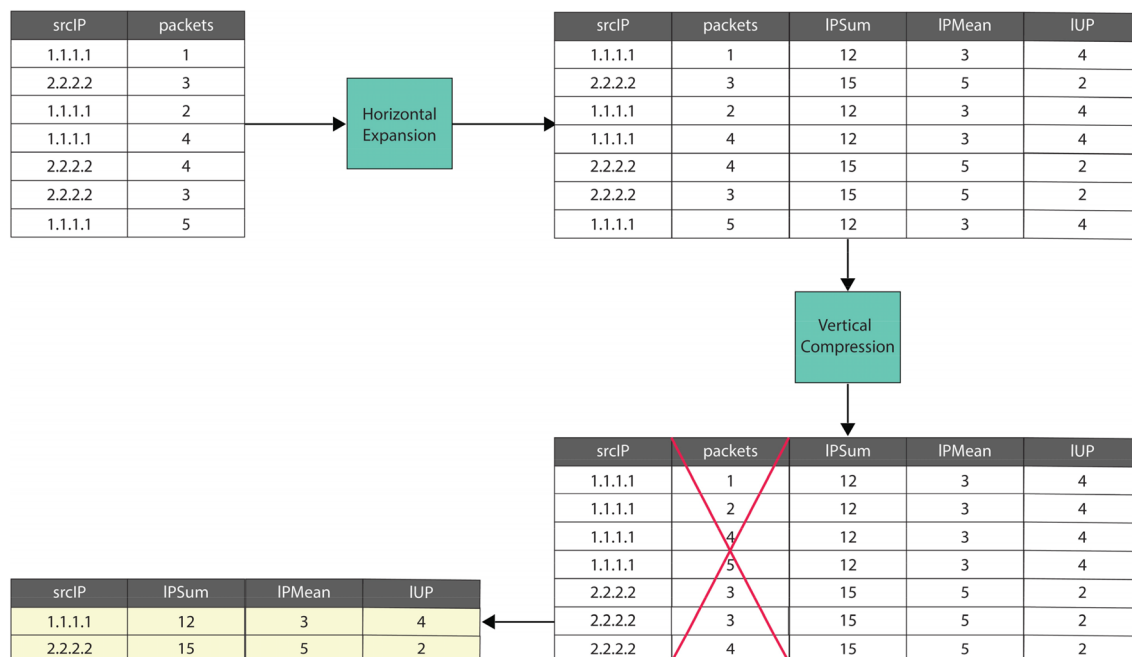 srcIP packets
1.1.1.1 1
2.2.2.2 3
1.1.1.1 2
1.1.1.1 4
2.2.2.2 4
2.2.2.2 3
1.1.1.1 5
Horizontal
Expansion
srcIP packets IPSum IPMean IUP
1.1.1.1 1 12 3 4
2.2.2.2 3 15 5 2
1.1.1.1 2 12 3 4
1.1.1.1 4 12 3 4
2.2.2.2 4 15 5 2
2.2.2.2 3 15 5 2
1.1.1.1 5 12 3 4
Vertical
Compression
srcIP packets IPSum IPMean IUP
1.1.1.1 1 12 3 4
1.1.1.1 2 12 3 4
1.1.1.1 4 12 3 4
1.1.1.1 5 12 3 4
2.2.2.2 3 15 5 2
2.2.2.2 3 15 5 2
2.2.2.2 4 15 5 2
srcIP IPSum IPMean IUP
1.1.1.1 12 3 4
2.2.2.2 15 5 2